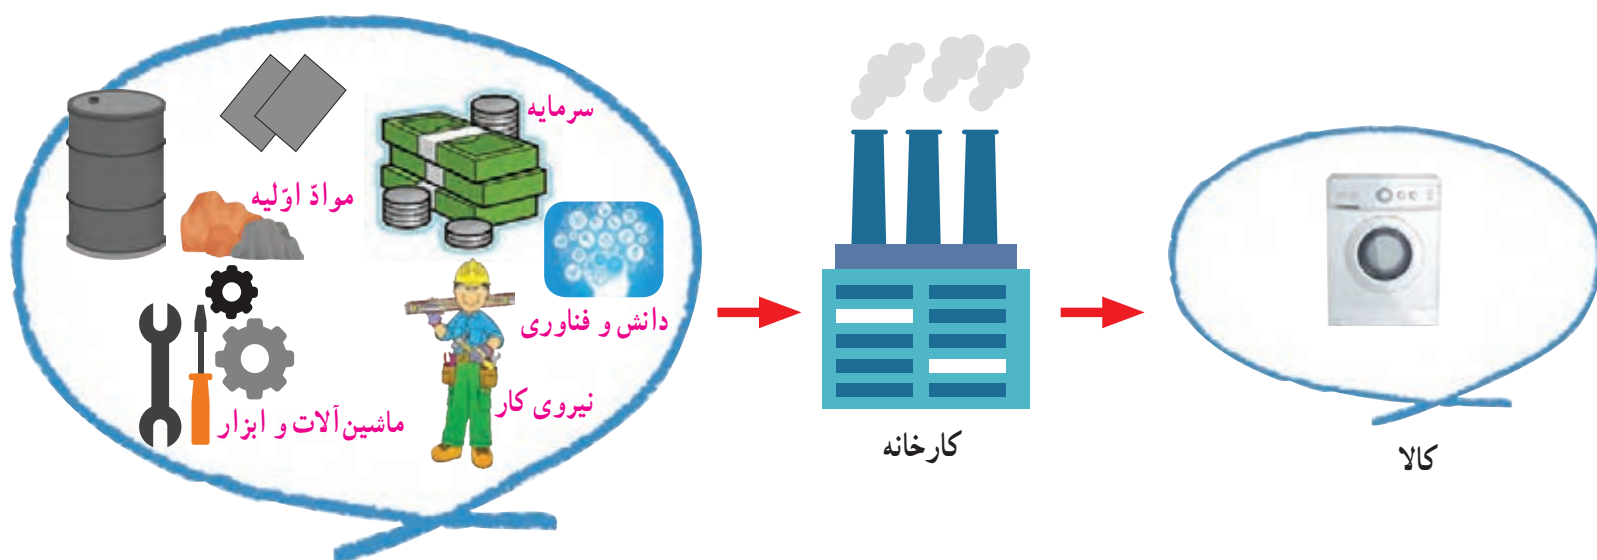 سرمایه
موادّ اوّلیه
دانش و فناوری
نیروی کار
ماشین‌آلات و ابزار
کارخانه
کالا